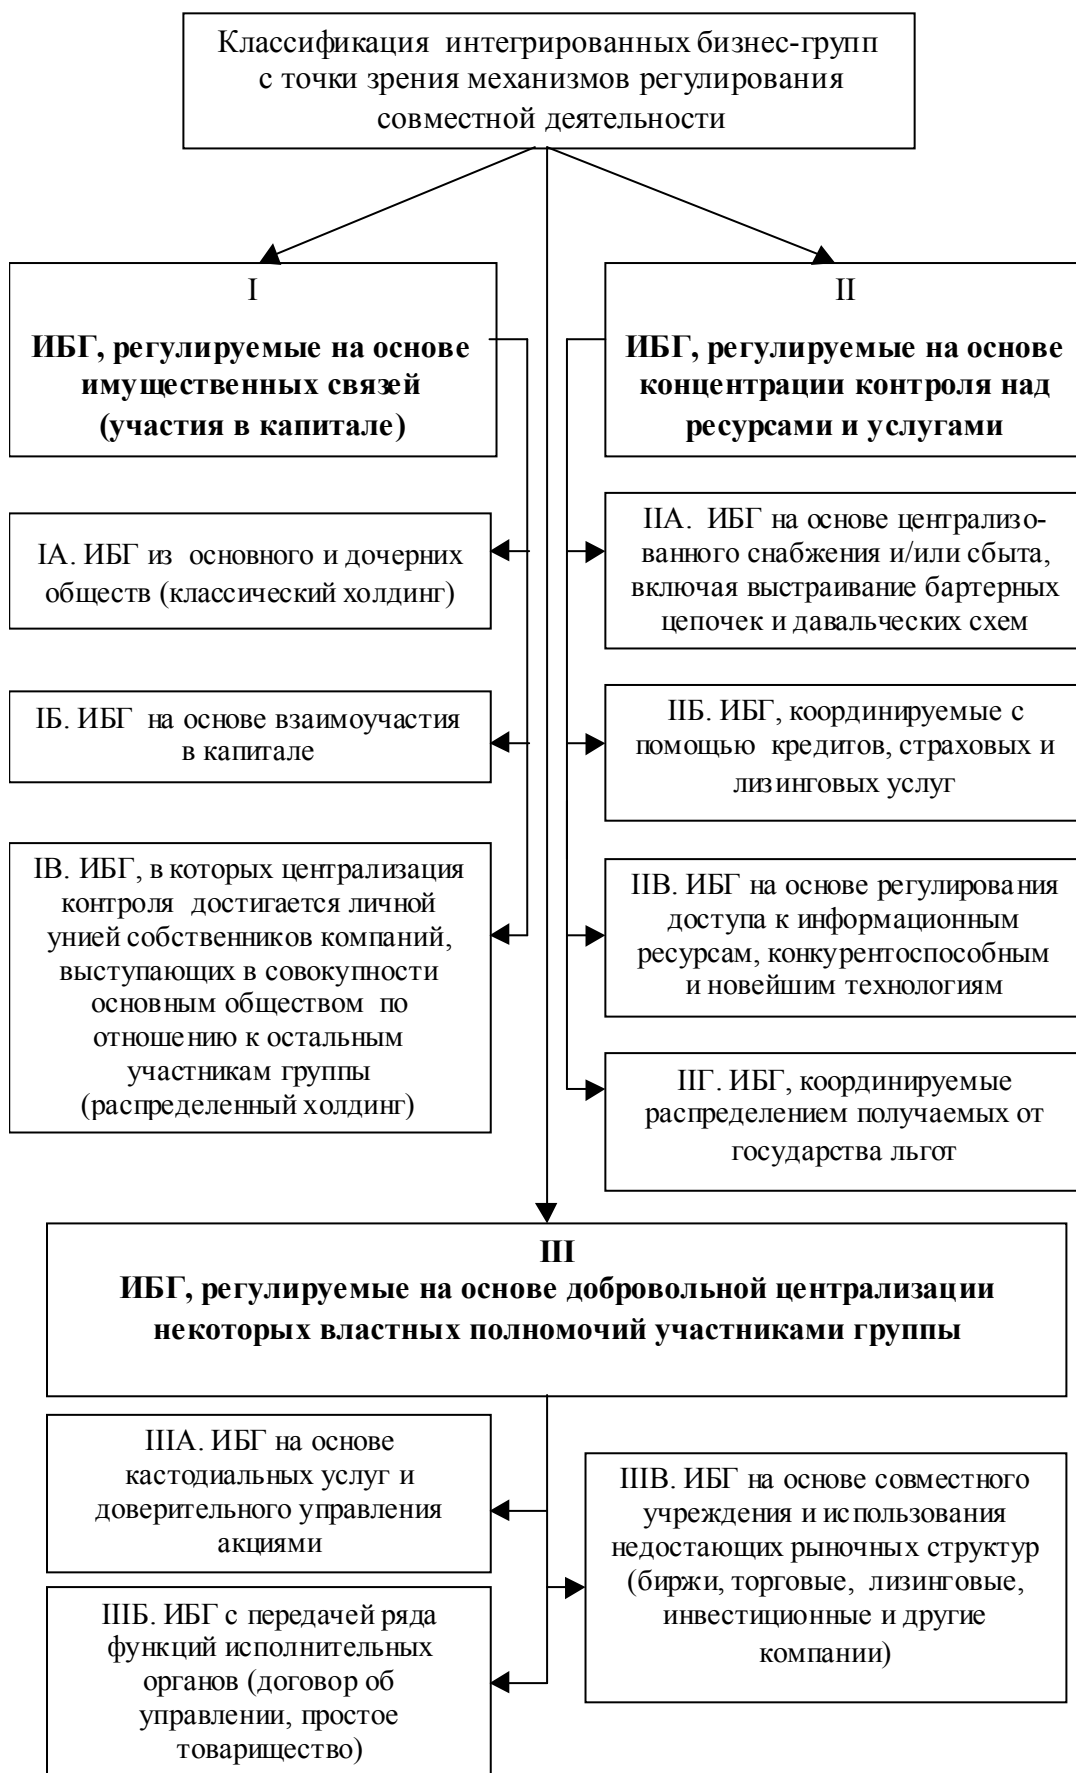 Классификация интегрированных бизнес-групп
с точки зрения механизмов регулирования
совместной деятельности
I
ИБГ, регулируемые на основе
имущественных связей
(участия в капитале)
IА. ИБГ из основного и дочерних
обществ (классический холдинг)
IБ. ИБГ на основе взаимоучастия
в капитале
IВ. ИБГ, в которых централизация
контроля достигается личной
унией собственников компаний,
выступающих в совокупности
основным обществом по
отношению к остальным
участникам группы
(распределенный холдинг)
II
ИБГ, регулируемые на основе
концентрации контроля над
ресурсами и услугами
IIА. ИБГ на основе централизо-
ванного снабжения и/или сбыта,
включая выстраивание бартерных
цепочек и давальческих схем
IIБ. ИБГ, координируемые с
помощью кредитов, страховых и
лизинговых услуг
IIВ. ИБГ на основе регулирования
доступа к информационным
ресурсам, конкурентоспособным
и новейшим технологиям
IIГ. ИБГ, координируемые
распределением получаемых от
государства льгот
III
ИБГ, регулируемые на основе добровольной централизации
некоторых властных полномочий участниками группы
IIIА. ИБГ на основе
кастодиальных услуг и
доверительного управления
акциями
IIIБ. ИБГ с передачей ряда
функций исполнительных
органов (договор об
управлении, простое
товарищество)
IIIВ. ИБГ на основе совместного
учреждения и использования
недостающих рыночных структур
(биржи, торговые, лизинговые,
инвестиционные и другие
компании)